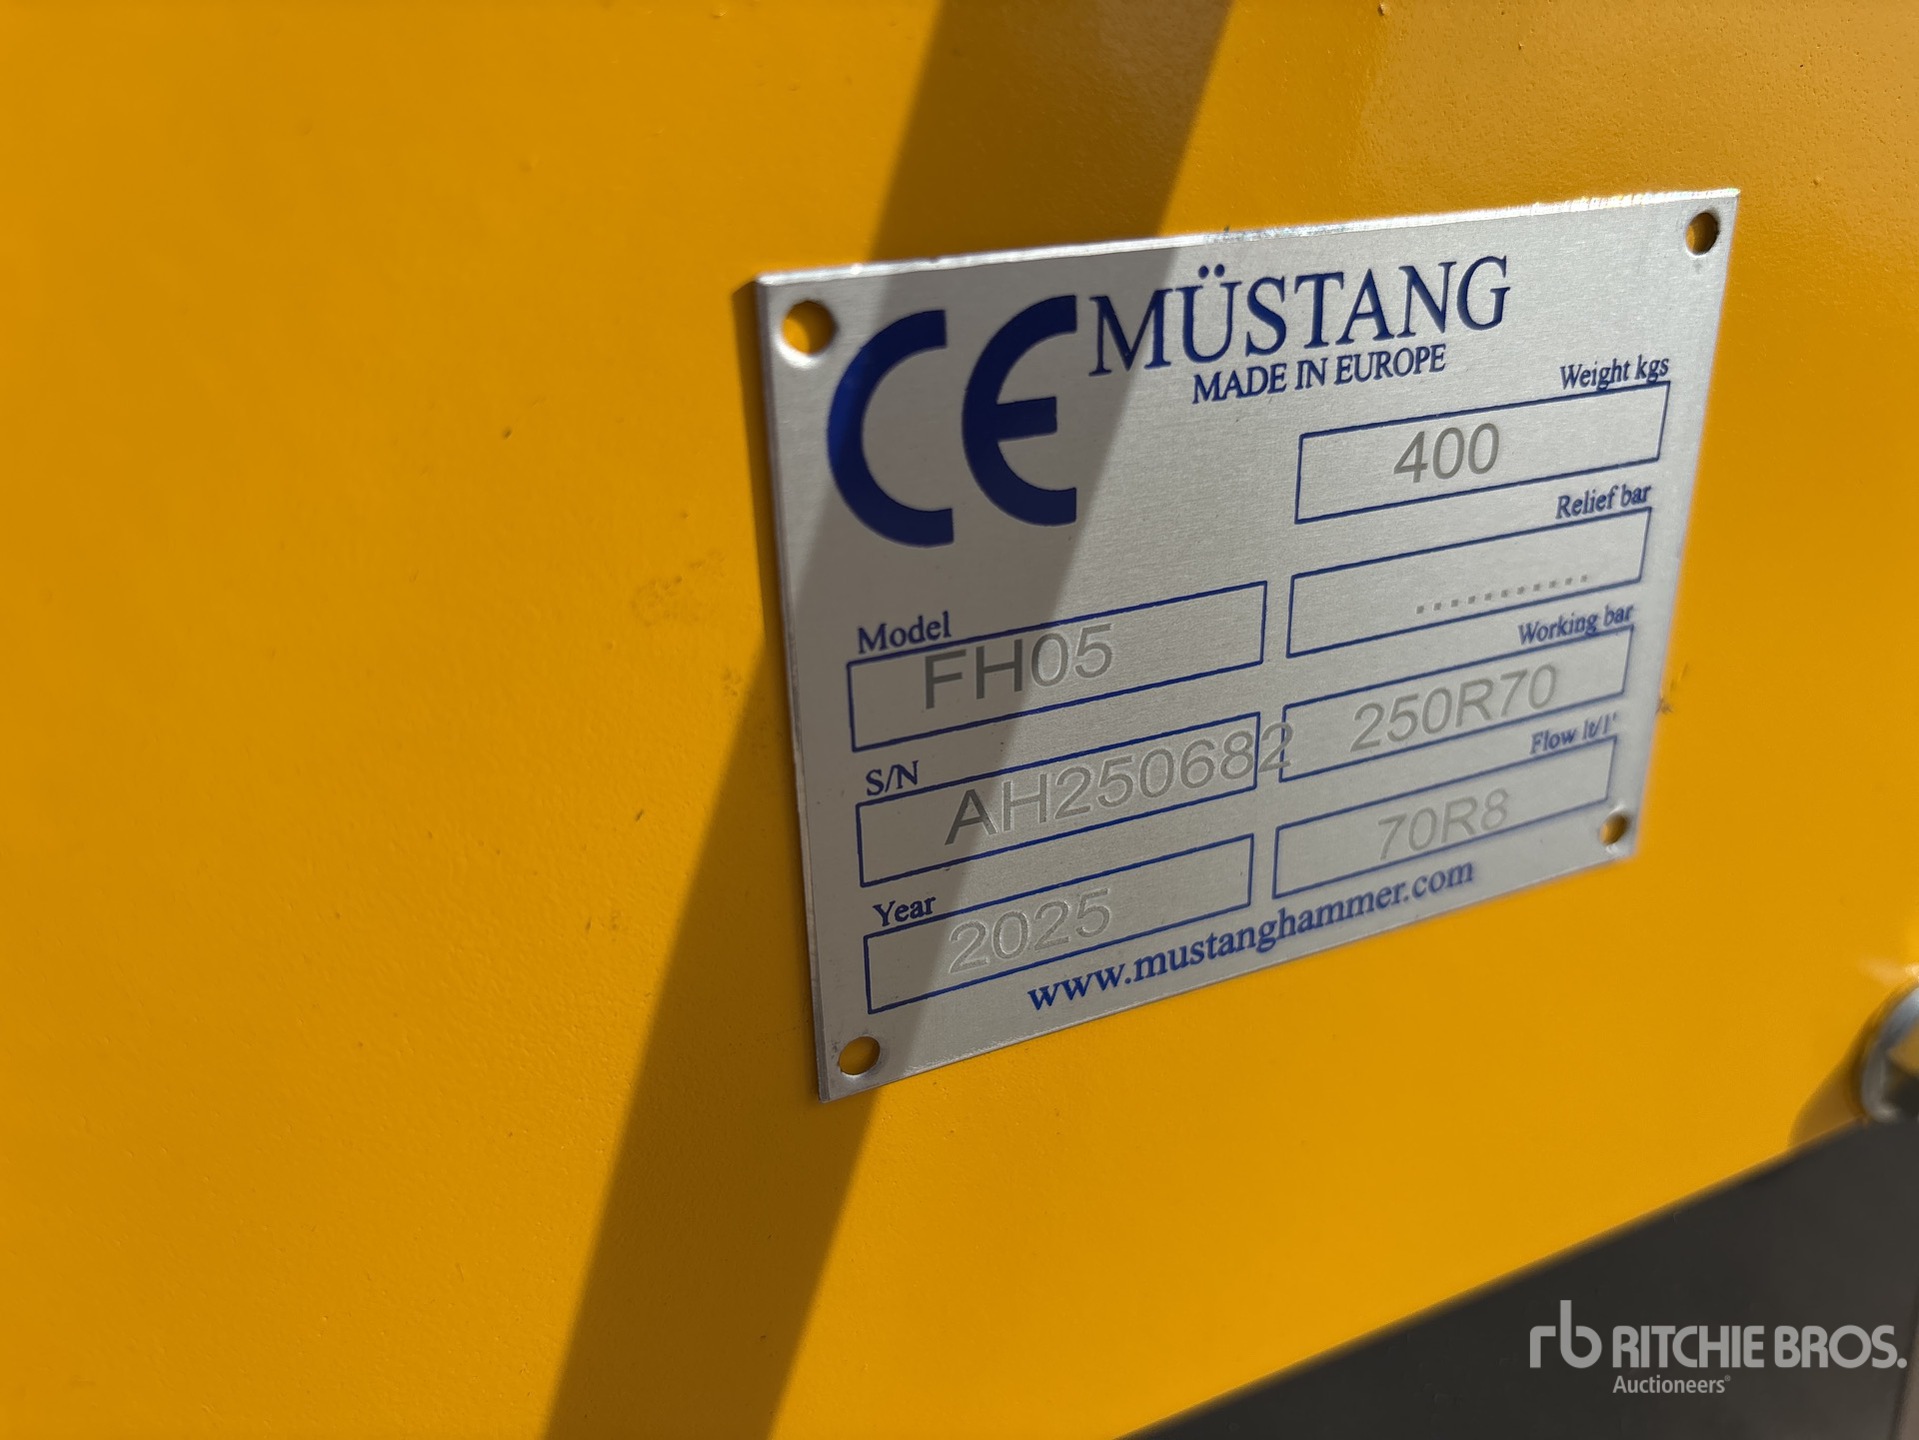 CE
MÜSTANG
MADE IN EUROPE
Weight kgs
400
Relief bar
...........
Model
FH05
Working bar
250R70
S/N
AH250682
Flow lt/1'
70R8
Year
2025
www.mustanghammer.com
rb RITCHIE BROS.
Auctioneers®